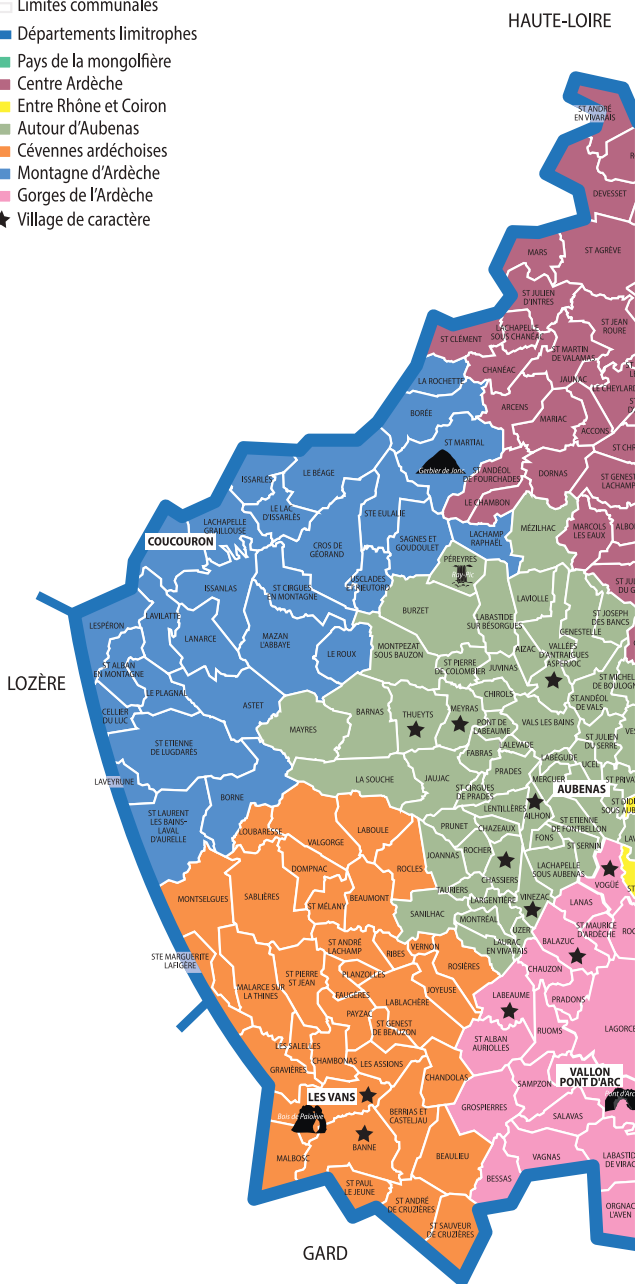 Limites communales
Départements limitrophes
Pays de la mongolfière
Centre Ardèche
Entre Rhône et Coiron
Autour d'Aubenas
Cévennes ardéchoises
Montagne d'Ardèche
Gorges de l'Ardèche
Village de caractère
HAUTE-LOIRE
ST ANDRÉ
EN VIVARAIS
DEVESSET
MARS
ST AGRÈVE
ST JULIEN
D'INTRES
ST JEAN
ROURE
LACHAPELLE
SOUS CHANÉAC
ST CLÉMENT
ST MARTIN
DE VALAMAS
CHANÉAC
JAUNAC
LE CHEYLARD
LA ROCHETTE
ARCENS
MARIAC
ACCONS
BORÉE
ST MARTIAL
Gerbier de Jonc
ST ANDÉOL
DE FOURCHADES
DORNAS
ST GENEST
LACHAMP
LE CHAMBON
ISSARLÈS
LE BÉAGE
LE LAC
D'ISSARLÈS
STE EULALIE
LACHAPELLE
GRAILLOUSE
COUCOURON
CROS DE
GÉORAND
SAGNES ET
GOUDOULET
LACHAMP
RAPHAËL
MÉZILHAC
MARCOLS
LES EAUX
PÉREYRES
Ray-Pic
USCLADES
ET RIEUTORD
ISSANLAS
ST CIRGUES
EN MONTAGNE
BURZET
LABASTIDE
SUR BÉSORGUES
LAVIOLLE
ST JOSEPH
DES BANCS
GENESTELLE
LESPÉRON
LAVILATTE
LANARCE
MAZAN
L'ABBAYE
LE ROUX
MONTPEZAT
SOUS BAUZON
AIZAC
VALLÉES
D'ANTRAIGUES
ASPERJOC
ST PIERRE
DE COLOMBIER
JUVINAS
ST MICHEL
DE BOULOGNE
LOZÈRE
ST ALBAN
EN MONTAGNE
LE PLAGNAL
CELLIER
DU LUC
ASTET
CHIROLS
ST ANDÉOL
DE VALS
BARNAS
THUEYTS
MEYRAS
PONT DE
LABEAUME
VALS LES BAINS
MAYRES
ST JULIEN
DU SERRE
ST ETIENNE
DE LUGDARÈS
FABRAS
LALEVADE
LABÉGUDE
UCEL
LAVEYRUNE
LA SOUCHE
JAUJAC
PRADES
MERCUER
ST PRIVAT
ST CIRGUES
DE PRADES
AUBENAS
BORNE
LENTILLÈRES
AILHON
ST LAURENT
LES BAINS-
LAVAL
D'AURELLE
LOUBARESSE
VALGORGE
LABOULE
PRUNET
CHAZEAUX
FONS
ST ETIENNE
DE FONTBELLON
ST SERNIN
JOANNAS
ROCHER
DOMPNAC
ROCLES
CHASSIERS
LACHAPELLE
SOUS AUBENAS
VOGÜÉ
MONTSELGUES
SABLIÈRES
ST MÉLANY
BEAUMONT
TAURIERS
LARGENTIÈRE
VINEZAC
LANAS
SANILHAC
MONTRÉAL
UZER
ST MAURICE
D'ARDÈCHE
BALAZUC
LAURAC
EN VIVARAIS
STE MARGUERITE
LAFIGÈRE
ST ANDRÉ
LACHAMP
RIBES
VERNON
ROSIÈRES
CHAUZON
MALARCE SUR
LA THINES
ST PIERRE
ST JEAN
PLANZOLLES
FAUGÈRES
LABLACHÈRE
JOYEUSE
LABEAUME
PRADONS
PAYZAC
ST GENEST
DE BEAUZON
RUOMS
LAGORCE
LES SALELLES
CHAMBONAS
LES ASSIONS
ST ALBAN
AURIOLLES
GRAVIÈRES
CHANDOLAS
SAMPZON
VALLON
PONT D'ARC
LES VANS
Bois de Païolive
BERRIAS ET
CASTELJAU
GROSPIERRES
SALAVAS
BANNE
MALBOSC
BEAULIEU
VAGNAS
BESSAS
ST PAUL
LE JEUNE
ST ANDRÉ
DE CRUZIÈRES
ST SAUVEUR
DE CRUZIÈRES
ORGNAC
L'AVEN
GARD